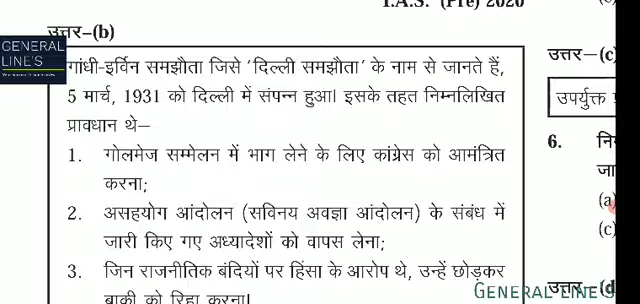 I.A.S. (Pre) 2020
उत्तर–(b)
GENERAL
LINE'S
गांधी-इर्विन समझौता जिसे 'दिल्ली समझौता' के नाम से जानते हैं,
5 मार्च, 1931 को दिल्ली में संपन्न हुआ। इसके तहत निम्नलिखित
प्रावधान थे–
1. गोलमेज सम्मेलन में भाग लेने के लिए कांग्रेस को आमंत्रित
करना;
2. असहयोग आंदोलन (सविनय अवज्ञा आंदोलन) के संबंध में
जारी किए गए अध्यादेशों को वापस लेना;
3. जिन राजनीतिक बंदियों पर हिंसा के आरोप थे, उन्हें छोड़कर
बाकी को रिहा करना।
उत्तर–(c)
उपर्युक्त
6. नि
जा
(a)
(c)
उत्तर–(d
GENERAL LINE'S